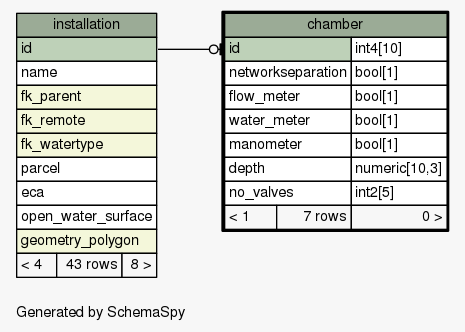 installation
id
name
fk_parent
fk_remote
fk_watertype
parcel
eca
open_water_surface
geometry_polygon
< 4 43 rows 8 >
chamber
id int4[10]
networkseparation bool[1]
flow_meter bool[1]
water_meter bool[1]
manometer bool[1]
depth numeric[10,3]
no_valves int2[5]
< 1 7 rows 0 >
Generated by SchemaSpy